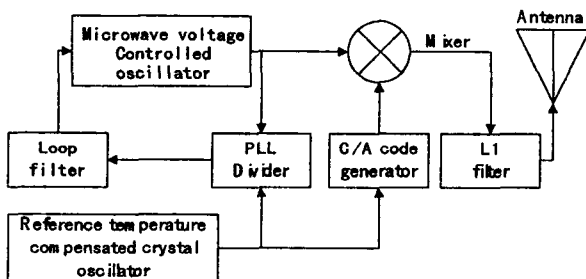 Antenna
Microwave voltage
Controlled
oscillator
Mixer
Loop
filter
PLL
Divider
C/A code
generator
L1
filter
Reference temperature
compensated crystal
oscillator